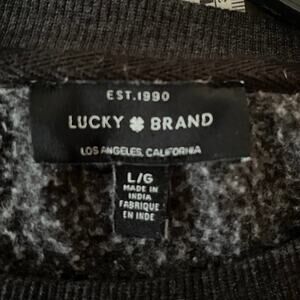 EST.1990
LUCKY BRAND
LOS ANGELES, CALIFORNIA
L/G
MADE IN
INDIA
FABRIQUE
EN INDE